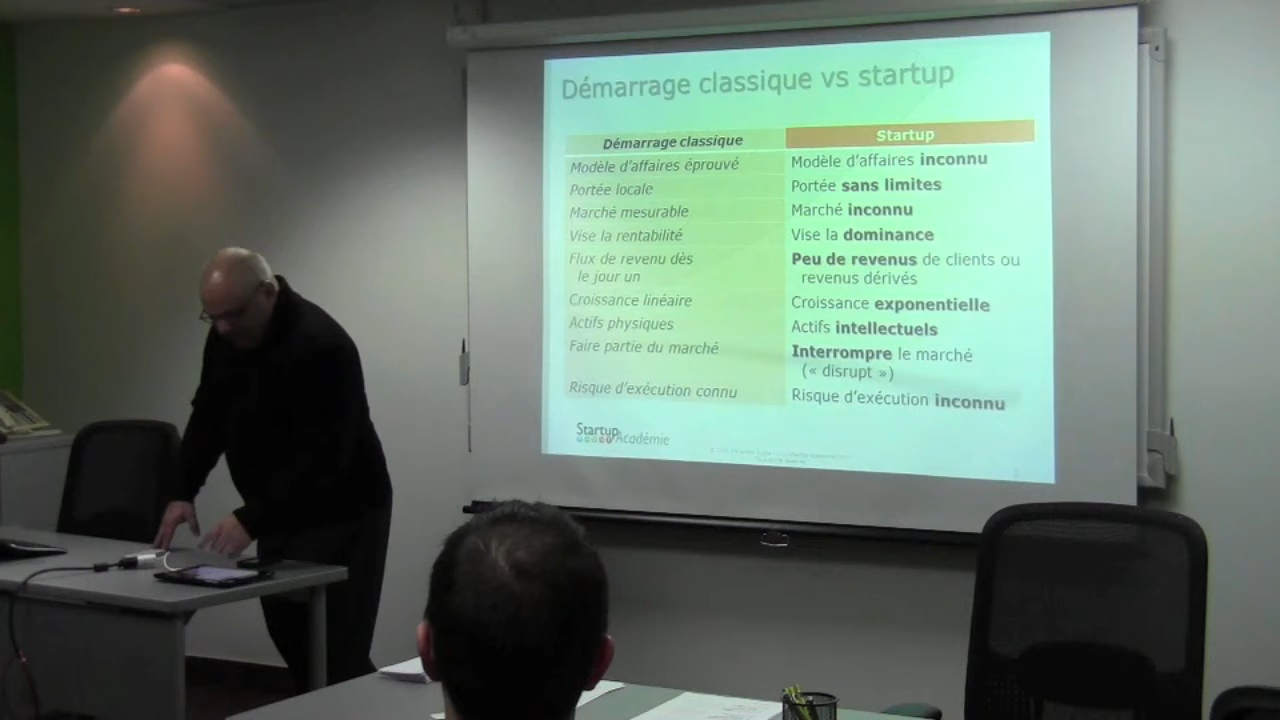 Démarrage classique vs startup
Démarrage classique Startup
Modèle d'affaires éprouvé Modèle d'affaires inconnu
Portée locale Portée sans limites
Marché mesurable Marché inconnu
Vise la rentabilité Vise la dominance
Flux de revenu dès Peu de revenus de clients ou
le jour un revenus dérivés
Croissance linéaire Croissance exponentielle
Actifs physiques Actifs intellectuels
Faire partie du marché Interrompre le marché
(« disrupt »)
Risque d'exécution connu Risque d'exécution inconnu
Startup
Académie